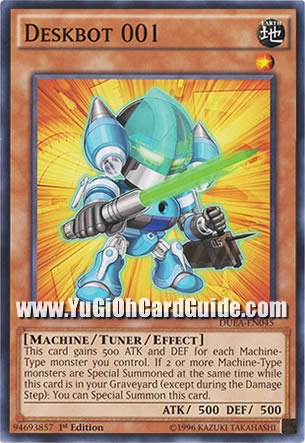 DESKBOT 001
EARTH
地
www.YuGiOhCardGuide.com
DUEA-EN045
[MACHINE/TUNER/EFFECT]
This card gains 500 ATK and DEF for each Machine-
Type monster you control. If 2 or more Machine-Type
monsters are Special Summoned at the same time while
this card is in your Graveyard (except during the Damage
Step): You can Special Summon this card.
ATK/ 500 DEF/ 500
94693857 1st Edition ©1996 KAZUKI TAKAHASHI